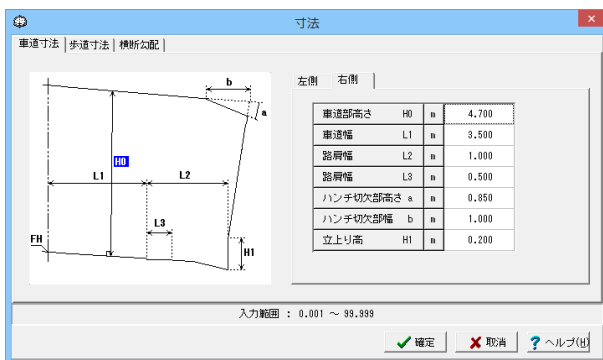 寸法
車道寸法 歩道寸法 横断勾配
左側 右側
b
a
H0
L1 L2
L3
FH
H1
車道部高さ H0 m 4.700
車道幅 L1 m 3.500
路肩幅 L2 m 1.000
路肩幅 L3 m 0.500
ハンチ切欠部高さ a m 0.850
ハンチ切欠部幅 b m 1.000
立上り高 H1 m 0.200
入力範囲 : 0.001 ～ 99.999
確定 取消 ? ヘルプ(H)